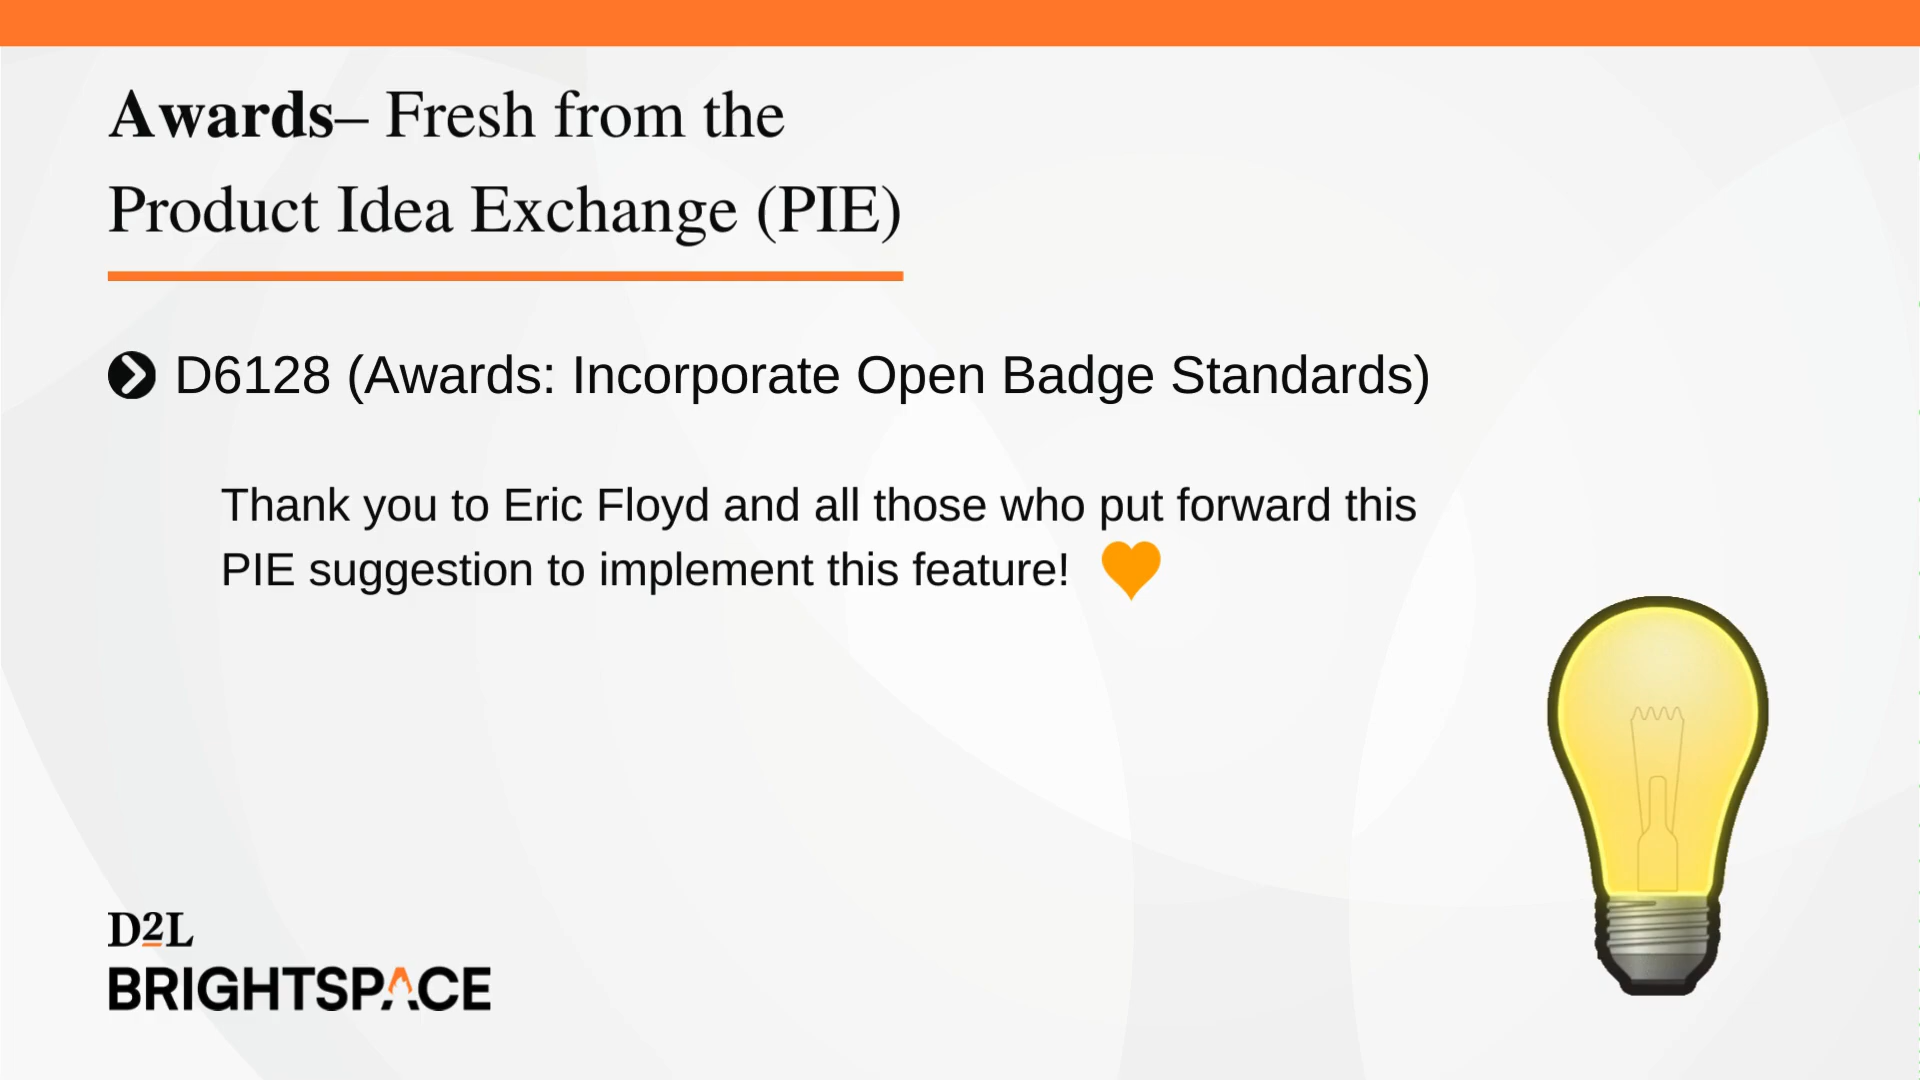 Awards– Fresh from the
Product Idea Exchange (PIE)
D6128 (Awards: Incorporate Open Badge Standards)
Thank you to Eric Floyd and all those who put forward this
PIE suggestion to implement this feature! 🧡
D2L
BRIGHTSPACE